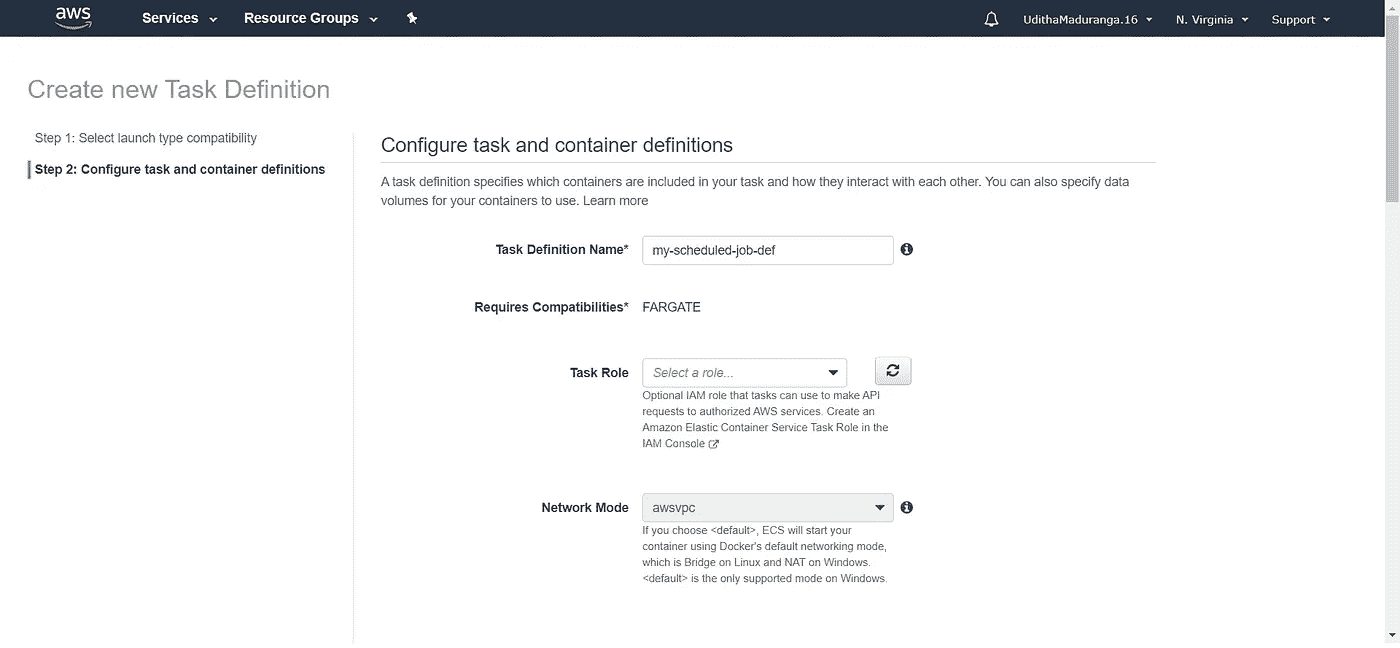 aws Services Resource Groups UdithaMaduranga.16 N. Virginia Support
Create new Task Definition
Step 1: Select launch type compatibility
Step 2: Configure task and container definitions
Configure task and container definitions
A task definition specifies which containers are included in your task and how they interact with each other. You can also specify data
volumes for your containers to use. Learn more
Task Definition Name* my-scheduled-job-def
Requires Compatibilities* FARGATE
Task Role Select a role...
Optional IAM role that tasks can use to make API
requests to authorized AWS services. Create an
Amazon Elastic Container Service Task Role in the
IAM Console
Network Mode awsvpc
If you choose <default>, ECS will start your
container using Docker's default networking mode,
which is Bridge on Linux and NAT on Windows.
<default> is the only supported mode on Windows.